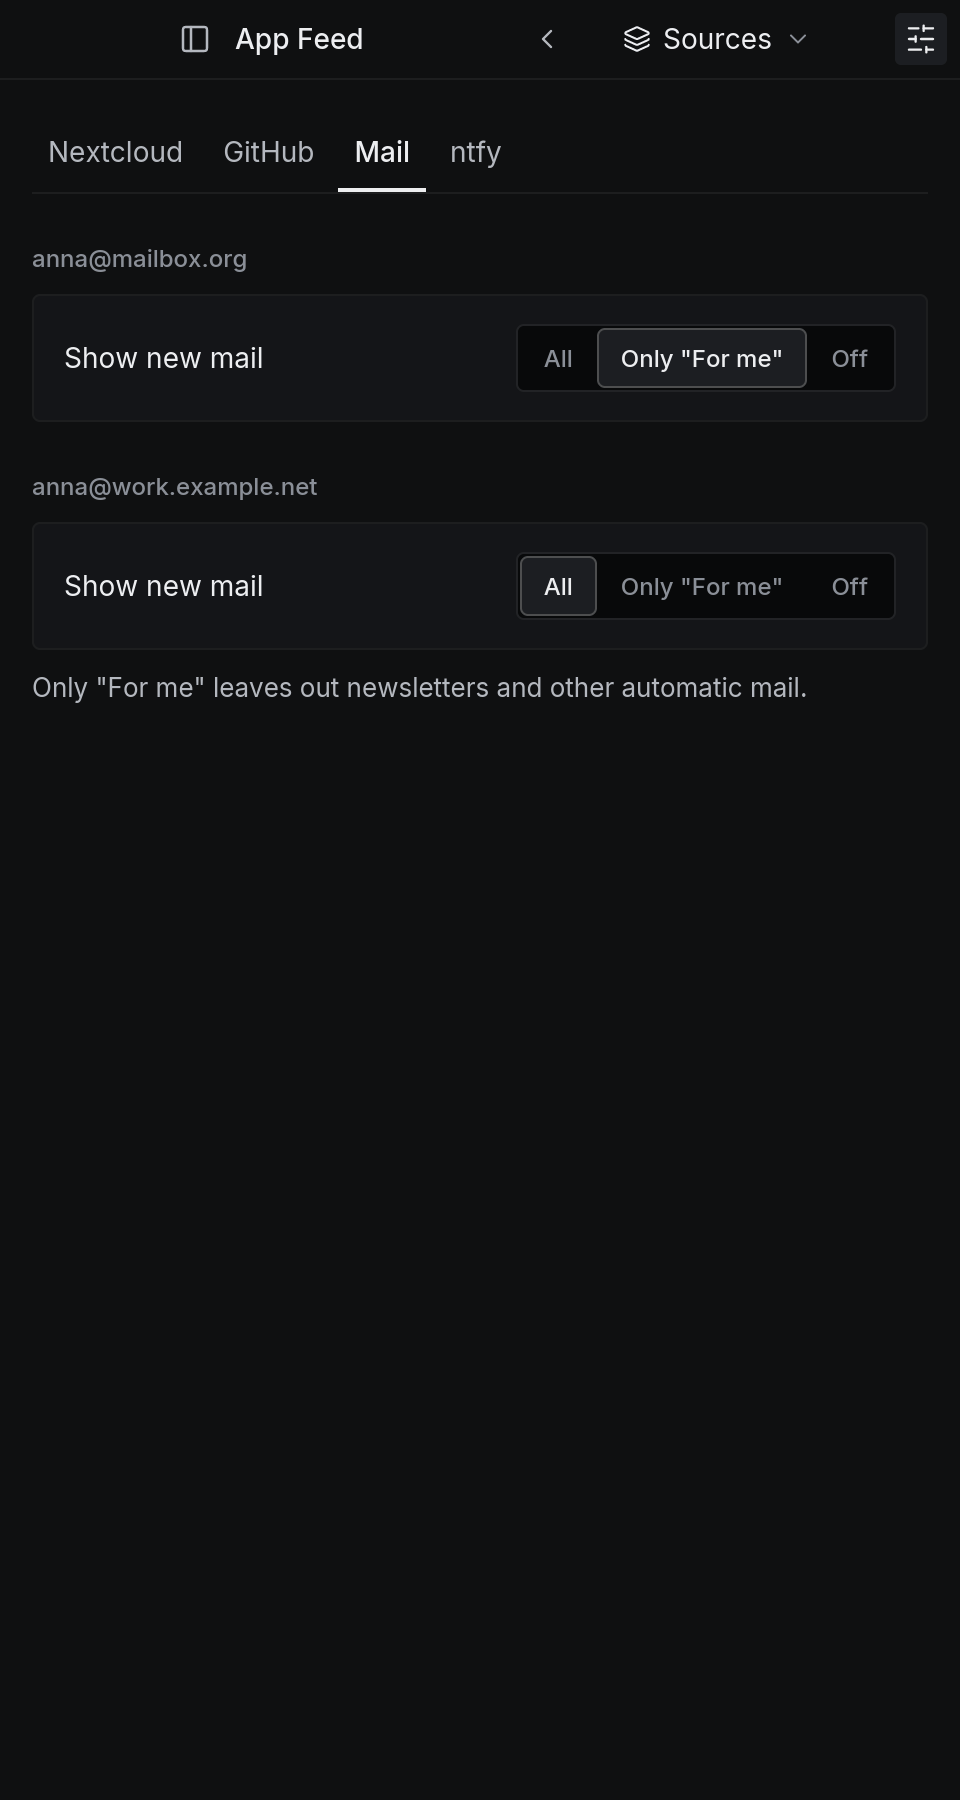 App Feed
Sources
Nextcloud GitHub Mail ntfy
anna@mailbox.org
Show new mail All Only "For me" Off
anna@work.example.net
Show new mail All Only "For me" Off
Only "For me" leaves out newsletters and other automatic mail.